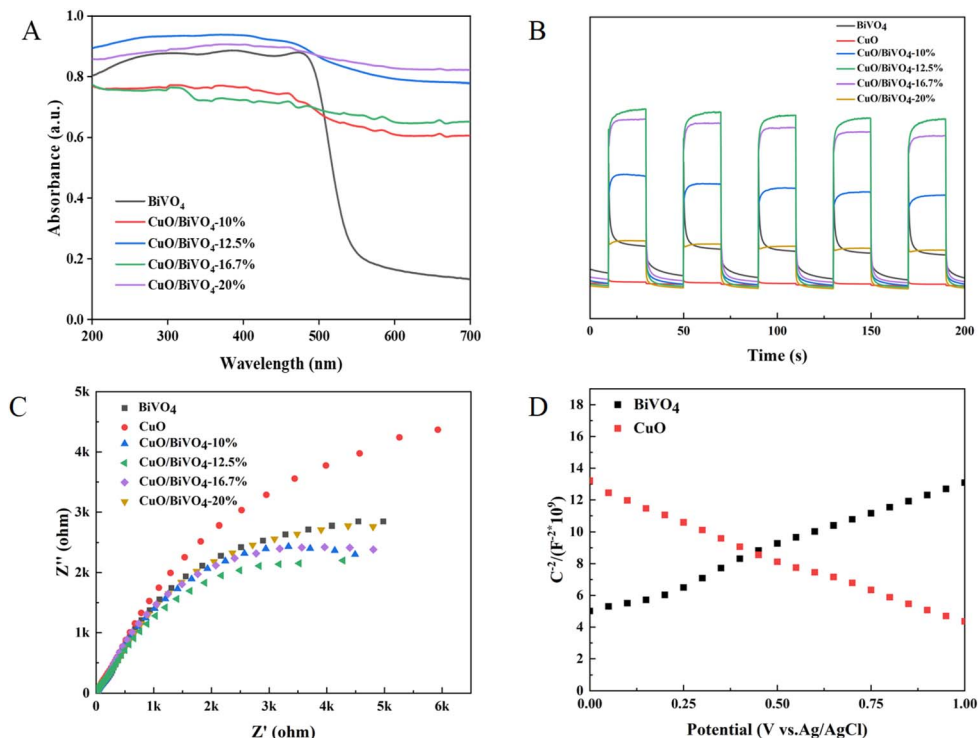 A
Absorbance (a.u.)
1.0
0.8
0.6
0.4
0.2
0.0
BiVO₄
CuO/BiVO₄-10%
CuO/BiVO₄-12.5%
CuO/BiVO₄-16.7%
CuO/BiVO₄-20%
200 300 400 500 600 700
Wavelength (nm)
B
BiVO₄
CuO
CuO/BiVO₄-10%
CuO/BiVO₄-12.5%
CuO/BiVO₄-16.7%
CuO/BiVO₄-20%
0 50 100 150 200
Time (s)
C
Z'' (ohm)
5k
4k
3k
2k
1k
0
BiVO₄
CuO
CuO/BiVO₄-10%
CuO/BiVO₄-12.5%
CuO/BiVO₄-16.7%
CuO/BiVO₄-20%
0 1k 2k 3k 4k 5k 6k
Z' (ohm)
D
C⁻²/(F⁻²*10⁹)
18
16
14
12
10
8
6
4
2
0
BiVO₄
CuO
0.00 0.25 0.50 0.75 1.00
Potential (V vs.Ag/AgCl)